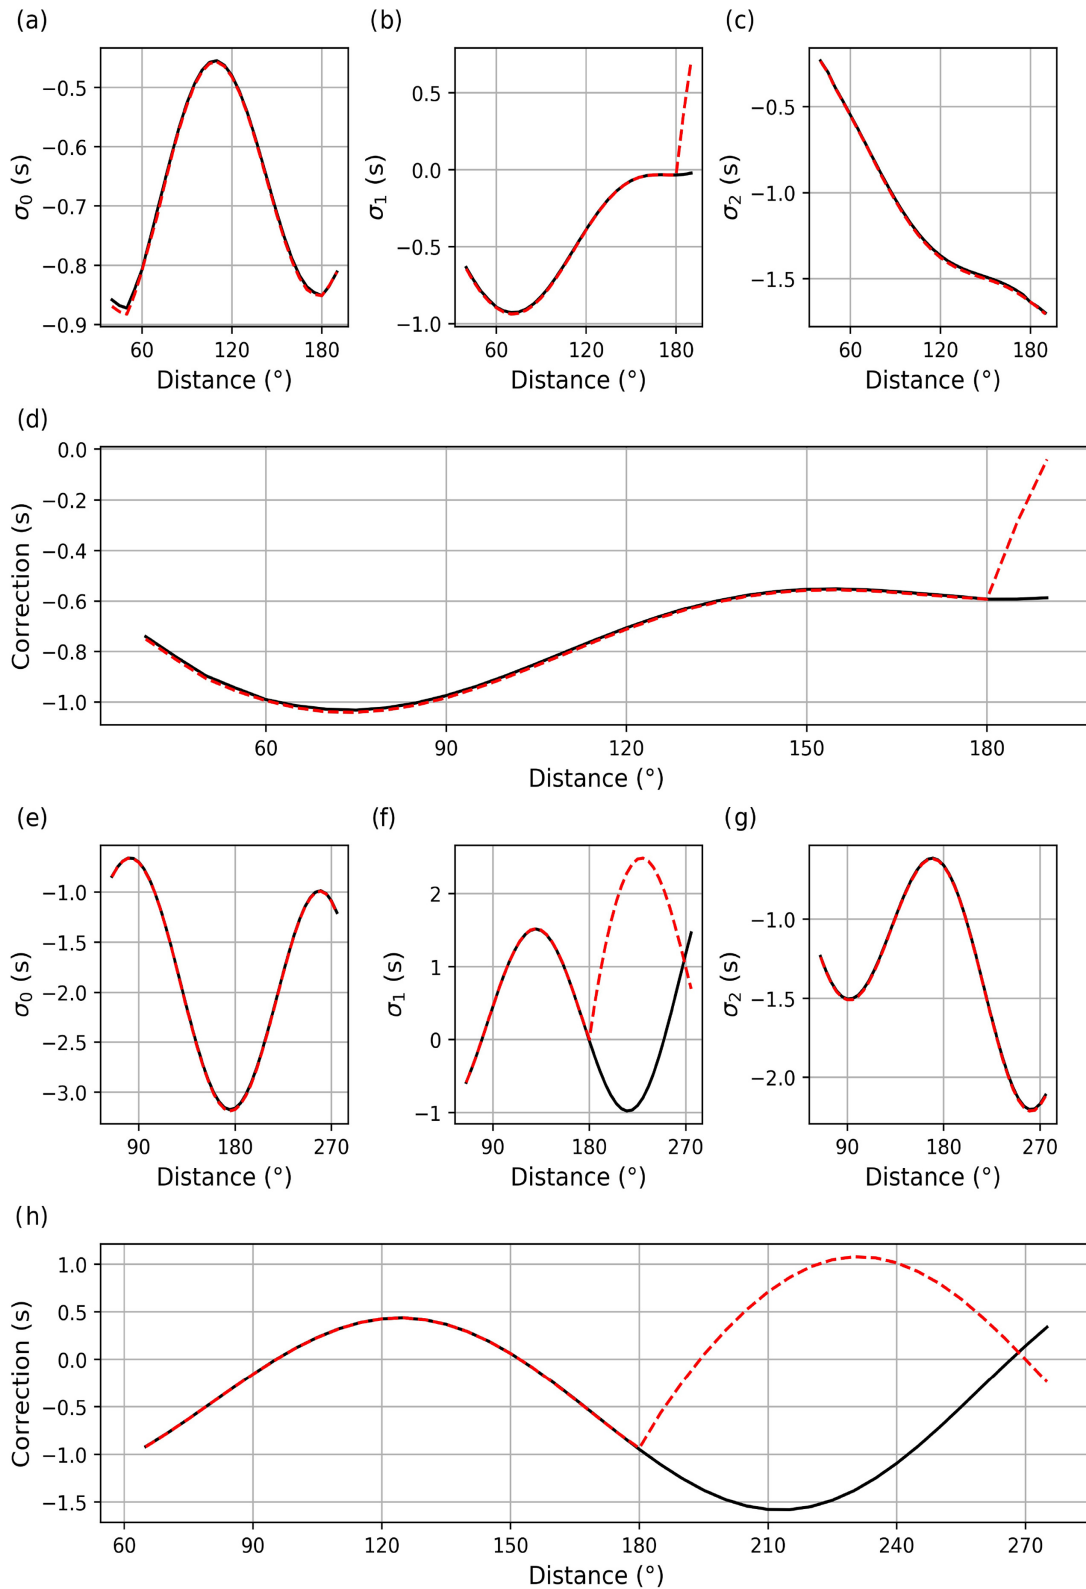 (a)
(b)
(c)
σ0 (s)
−0.5
−0.6
−0.7
−0.8
−0.9
60 120 180
Distance (°)
σ1 (s)
0.5
0.0
−0.5
−1.0
60 120 180
Distance (°)
σ2 (s)
−0.5
−1.0
−1.5
60 120 180
Distance (°)
(d)
Correction (s)
0.0
−0.2
−0.4
−0.6
−0.8
−1.0
60 90 120 150 180
Distance (°)
(e)
(f)
(g)
σ0 (s)
−1.0
−1.5
−2.0
−2.5
−3.0
90 180 270
Distance (°)
σ1 (s)
2
1
0
−1
90 180 270
Distance (°)
σ2 (s)
−1.0
−1.5
−2.0
90 180 270
Distance (°)
(h)
Correction (s)
1.0
0.5
0.0
−0.5
−1.0
−1.5
60 90 120 150 180 210 240 270
Distance (°)